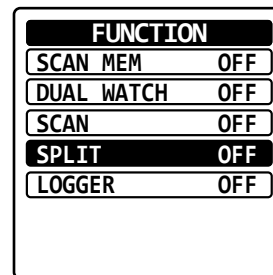 FUNCTION
SCAN MEM OFF
DUAL WATCH OFF
SCAN OFF
SPLIT OFF
LOGGER OFF